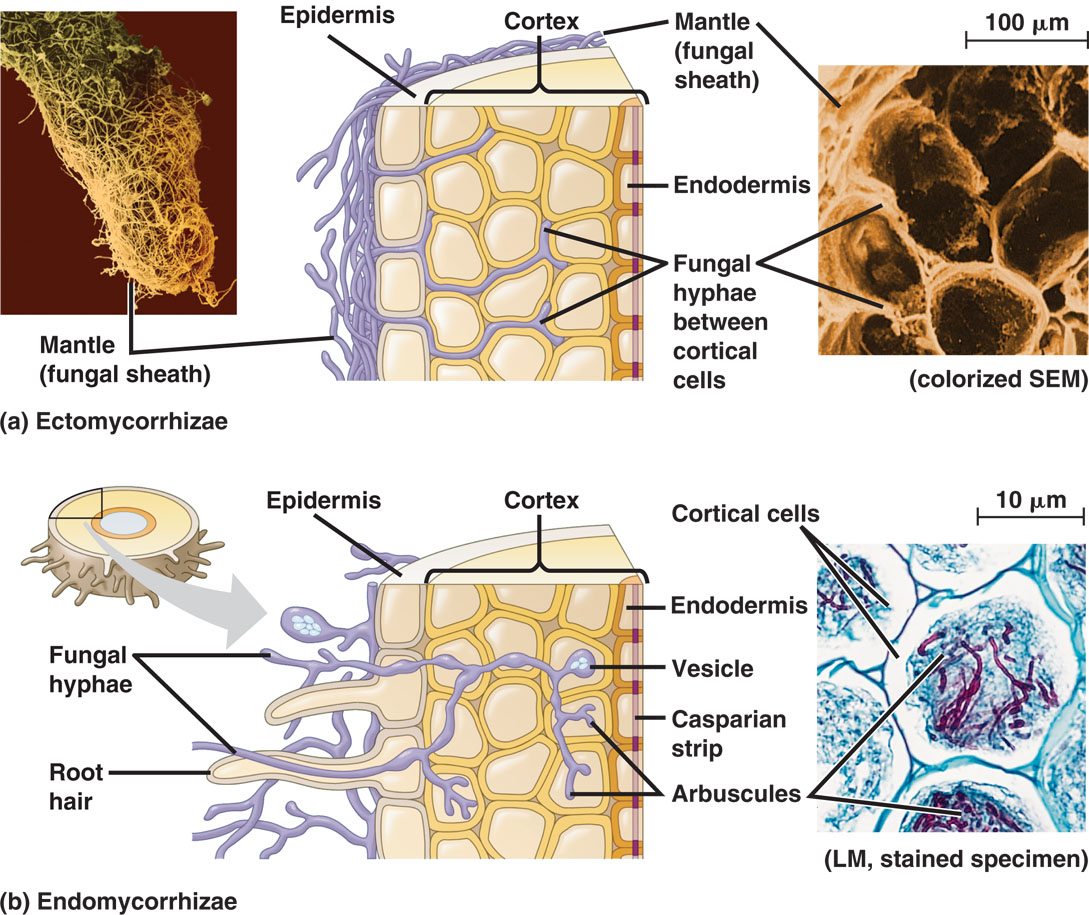 Epidermis
Cortex
Mantle
(fungal
sheath)
100 μm
Endodermis
Fungal
hyphae
between
cortical
cells
Mantle
(fungal sheath)
(colorized SEM)
(a) Ectomycorrhizae
Epidermis
Cortex
Cortical cells
10 μm
Endodermis
Fungal
hyphae
Vesicle
Casparian
strip
Root
hair
Arbuscules
(LM, stained specimen)
(b) Endomycorrhizae